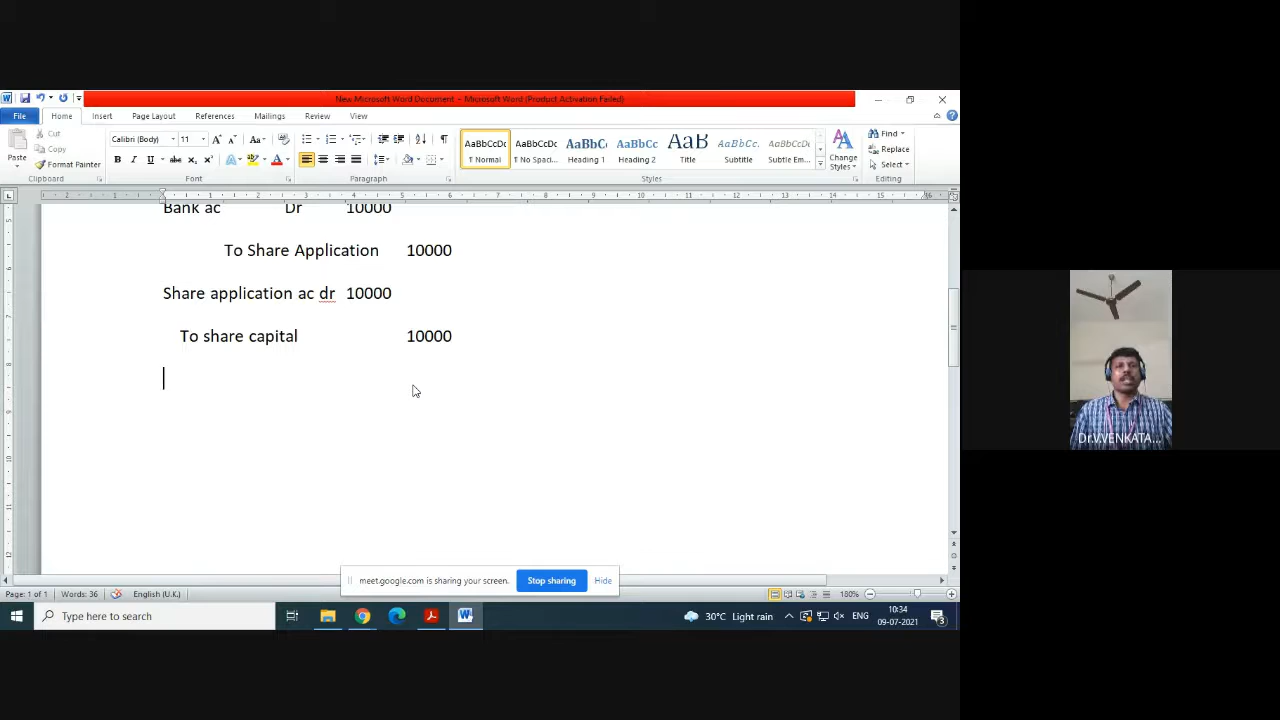 New Microsoft Word Document - Microsoft Word (Product Activation Failed)
File Home Insert Page Layout References Mailings Review View
Paste
Cut
Copy
Format Painter
Calibri (Body) 11
AaBbCcDc AaBbCcDc AaBbCc AaBbCc AaB AaBbCc. AaBbCcDc
¶ Normal ¶ No Spaci... Heading 1 Heading 2 Title Subtitle Subtle Em...
Change Styles
Find
Replace
Select
Clipboard Font Paragraph Styles Editing
Bank ac Dr 10000
To Share Application 10000
Share application ac dr 10000
To share capital 10000
meet.google.com is sharing your screen. Stop sharing Hide
Page: 1 of 1 Words: 36 English (U.K.) 180%
Type here to search
30°C Light rain ENG
10:34
09-07-2021
3
Dr.V.VENKATA...